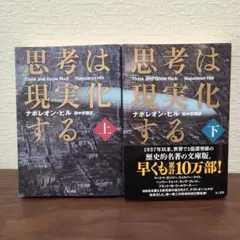 思考は
Think and Grow Rich Napoleon Hill
現実化
ナポレオン・ヒル
田中孝顕訳
する
上
思考は
Think and Grow Rich Napoleon Hill
現実化
ナポレオン・ヒル
田中孝顕訳
する
下
1937年以来、世界で1億部突破の
歴史的名著の文庫版、
早くも累計10万部!